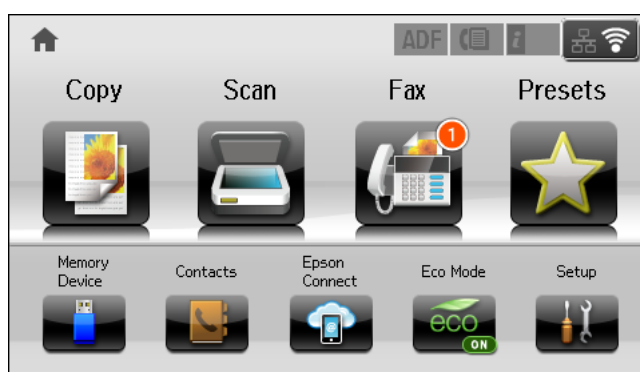 ADF i
Copy Scan Fax Presets
1
Memory
Device
Contacts
Epson
Connect
Eco Mode
Setup
@
eco
ON